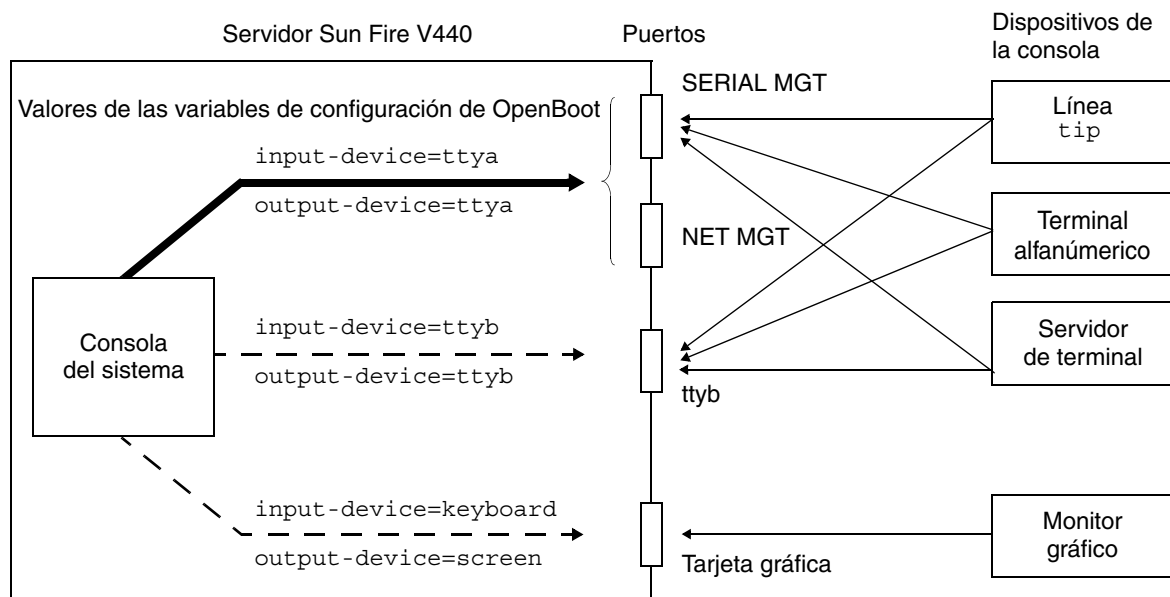 Servidor Sun Fire V440
Puertos
Dispositivos de
la consola
Valores de las variables de configuración de OpenBoot
input-device=ttya
output-device=ttya
Consola
del sistema
input-device=ttyb
output-device=ttyb
input-device=keyboard
output-device=screen
SERIAL MGT
NET MGT
ttyb
Tarjeta gráfica
Línea
tip
Terminal
alfanúmerico
Servidor
de terminal
Monitor
gráfico